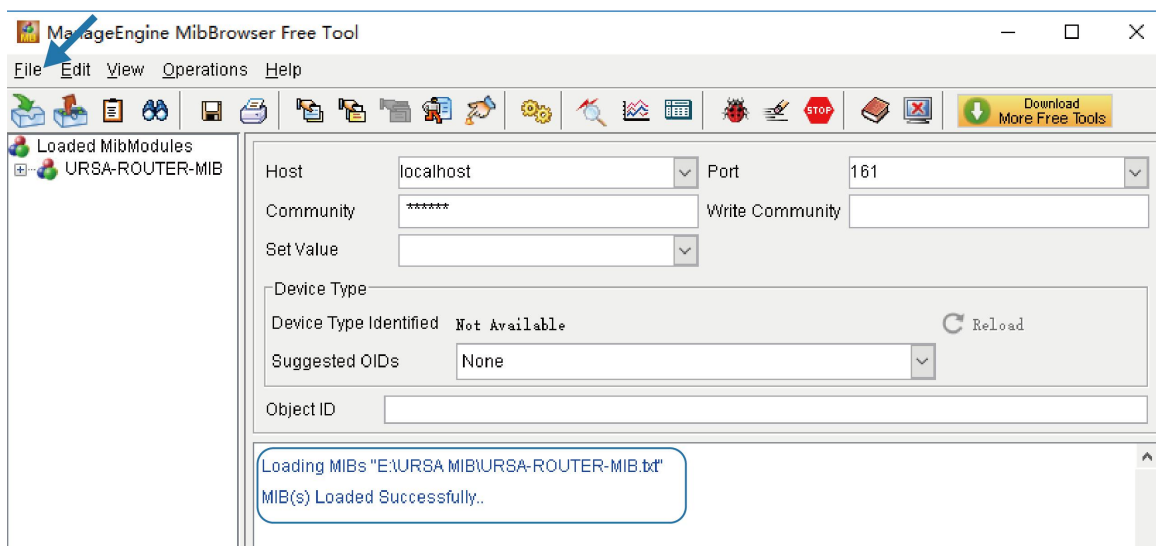 ManageEngine MibBrowser Free Tool
File Edit View Operations Help
STOP
Download
More Free Tools
Loaded MibModules
URSA-ROUTER-MIB
Host localhost Port 161
Community ****** Write Community
Set Value
Device Type
Device Type Identified Not Available Reload
Suggested OIDs None
Object ID
Loading MIBs "E:\URSA MIB\URSA-ROUTER-MIB.txt"
MIB(s) Loaded Successfully..